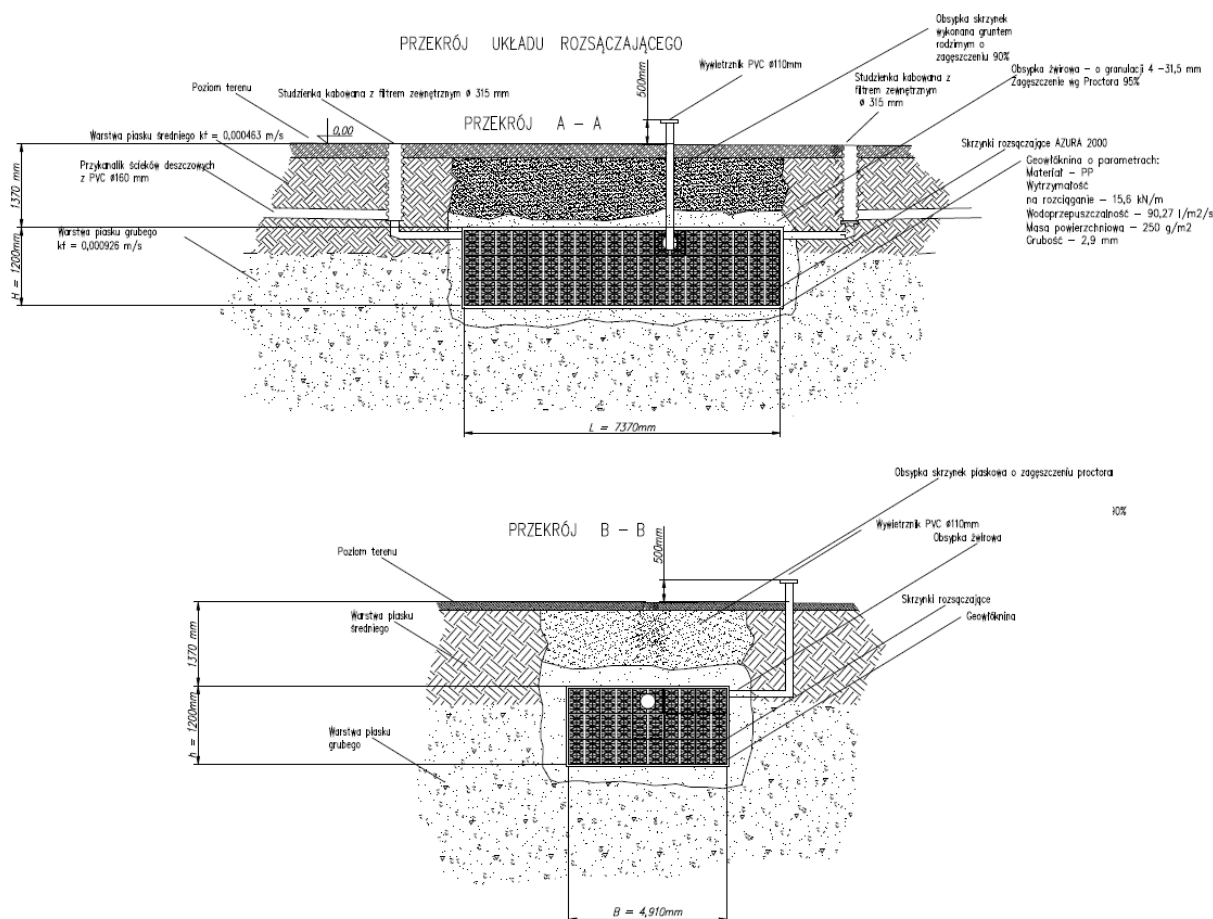 PRZEKRÓJ UKŁADU ROZSĄCZAJĄCEGO
PRZEKRÓJ A - A
Obsypka skrzynek
wykonana gruntem
rodzimym o
zagęszczeniu 90%
Wywietrznik PVC ø110mm
500mm
Obsypka żwirowa - o granulacji 4 -31,5 mm
Zagęszczenie wg Proctora 95%
Studzienka kabowana z
filtrem zewnętrznym
ø 315 mm
Poziom terenu
Studzienka kabowana z filtrem zewnętrznym ø 315 mm
0,00
Warstwa piasku średniego kf = 0,000463 m/s
Przykanalik ścieków deszczowych
z PVC ø160 mm
1370 mm
Skrzynki rozsączające AZURA 2000
Geowłóknina o parametrach:
Materiał - PP
Wytrzymałość
na rozciąganie - 15,6 kN/m
Wodoprzepuszczalność - 90,27 l/m2/s
Masa powierzchniowa - 250 g/m2
Grubość - 2,9 mm
Warstwa piasku grubego
kf = 0,000926 m/s
H = 1200mm
L = 7370mm
PRZEKRÓJ B - B
Obsypka skrzynek piaskowa o zagęszczeniu proctora
90%
Wywietrznik PVC ø110mm
Obsypka żwirowa
500mm
Poziom terenu
Skrzynki rozsączające
Geowłóknina
Warstwa piasku
średniego
1370 mm
Warstwa piasku
grubego
h = 1200mm
B = 4,910mm